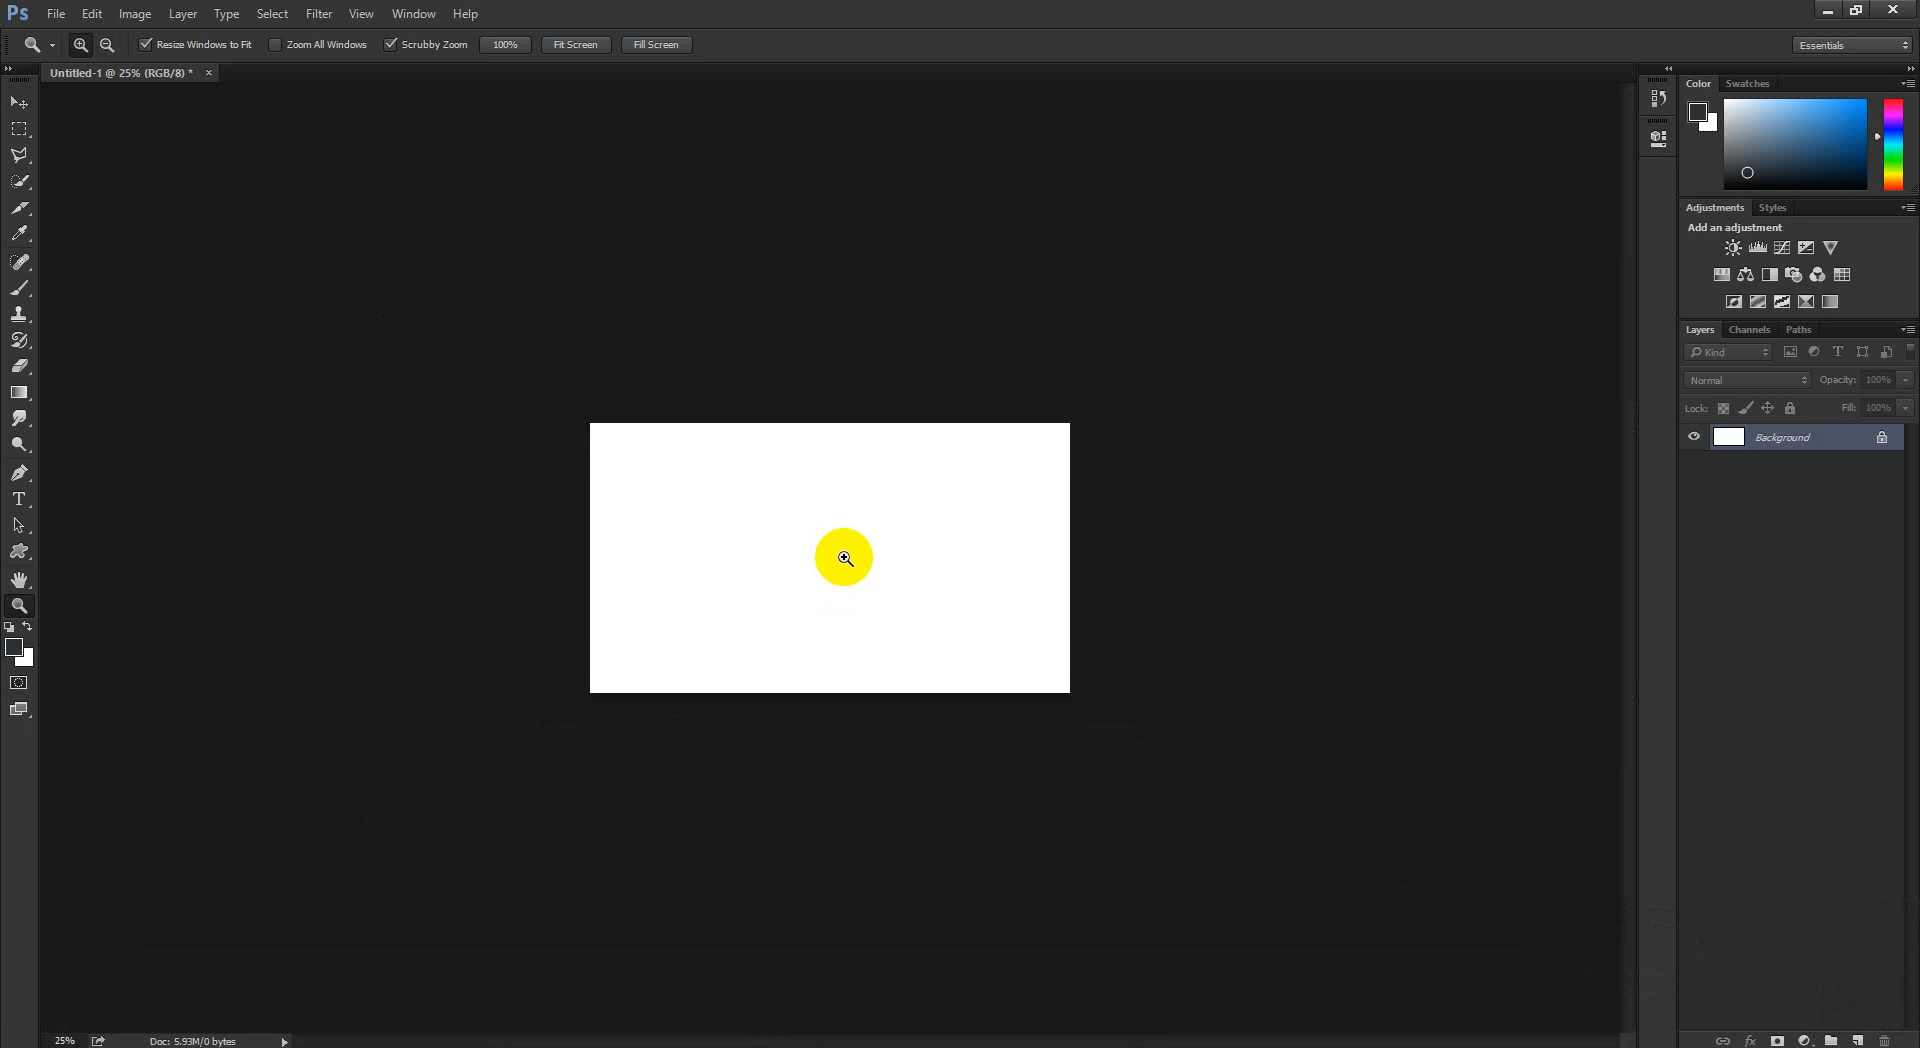 Ps File Edit Image Layer Type Select Filter View Window Help
Resize Windows to Fit Zoom All Windows Scrubby Zoom 100% Fit Screen Fill Screen Essentials
Untitled-1 @ 25% (RGB/8) * ×
Color Swatches
Adjustments Styles
Add an adjustment
Layers Channels Paths
Kind
Normal Opacity: 100%
Lock: Fill: 100%
Background
T
25% Doc: 5.93M/0 bytes
fx